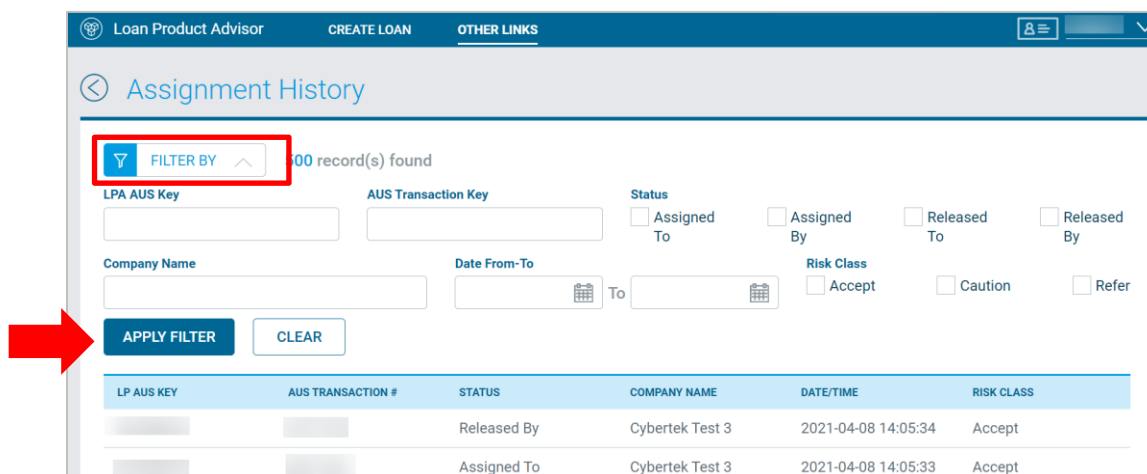 Loan Product Advisor CREATE LOAN OTHER LINKS
Assignment History
FILTER BY 500 record(s) found
LPA AUS Key AUS Transaction Key Status
Assigned To Assigned By Released To Released By
Company Name Date From-To Risk Class
To Accept Caution Refer
APPLY FILTER CLEAR
LP AUS KEY AUS TRANSACTION # STATUS COMPANY NAME DATE/TIME RISK CLASS
Released By Cybertek Test 3 2021-04-08 14:05:34 Accept
Assigned To Cybertek Test 3 2021-04-08 14:05:33 Accept